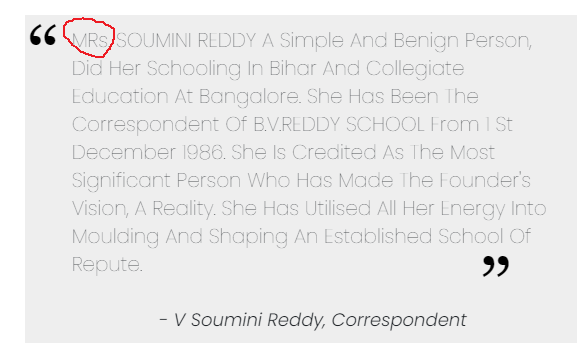 “ MRs. SOUMINI REDDY A Simple And Benign Person,
Did Her Schooling In Bihar And Collegiate
Education At Bangalore. She Has Been The
Correspondent Of B.V.REDDY SCHOOL From 1 St
December 1986. She Is Credited As The Most
Significant Person Who Has Made The Founder's
Vision, A Reality. She Has Utilised All Her Energy Into
Moulding And Shaping An Established School Of
Repute. ”
- V Soumini Reddy, Correspondent